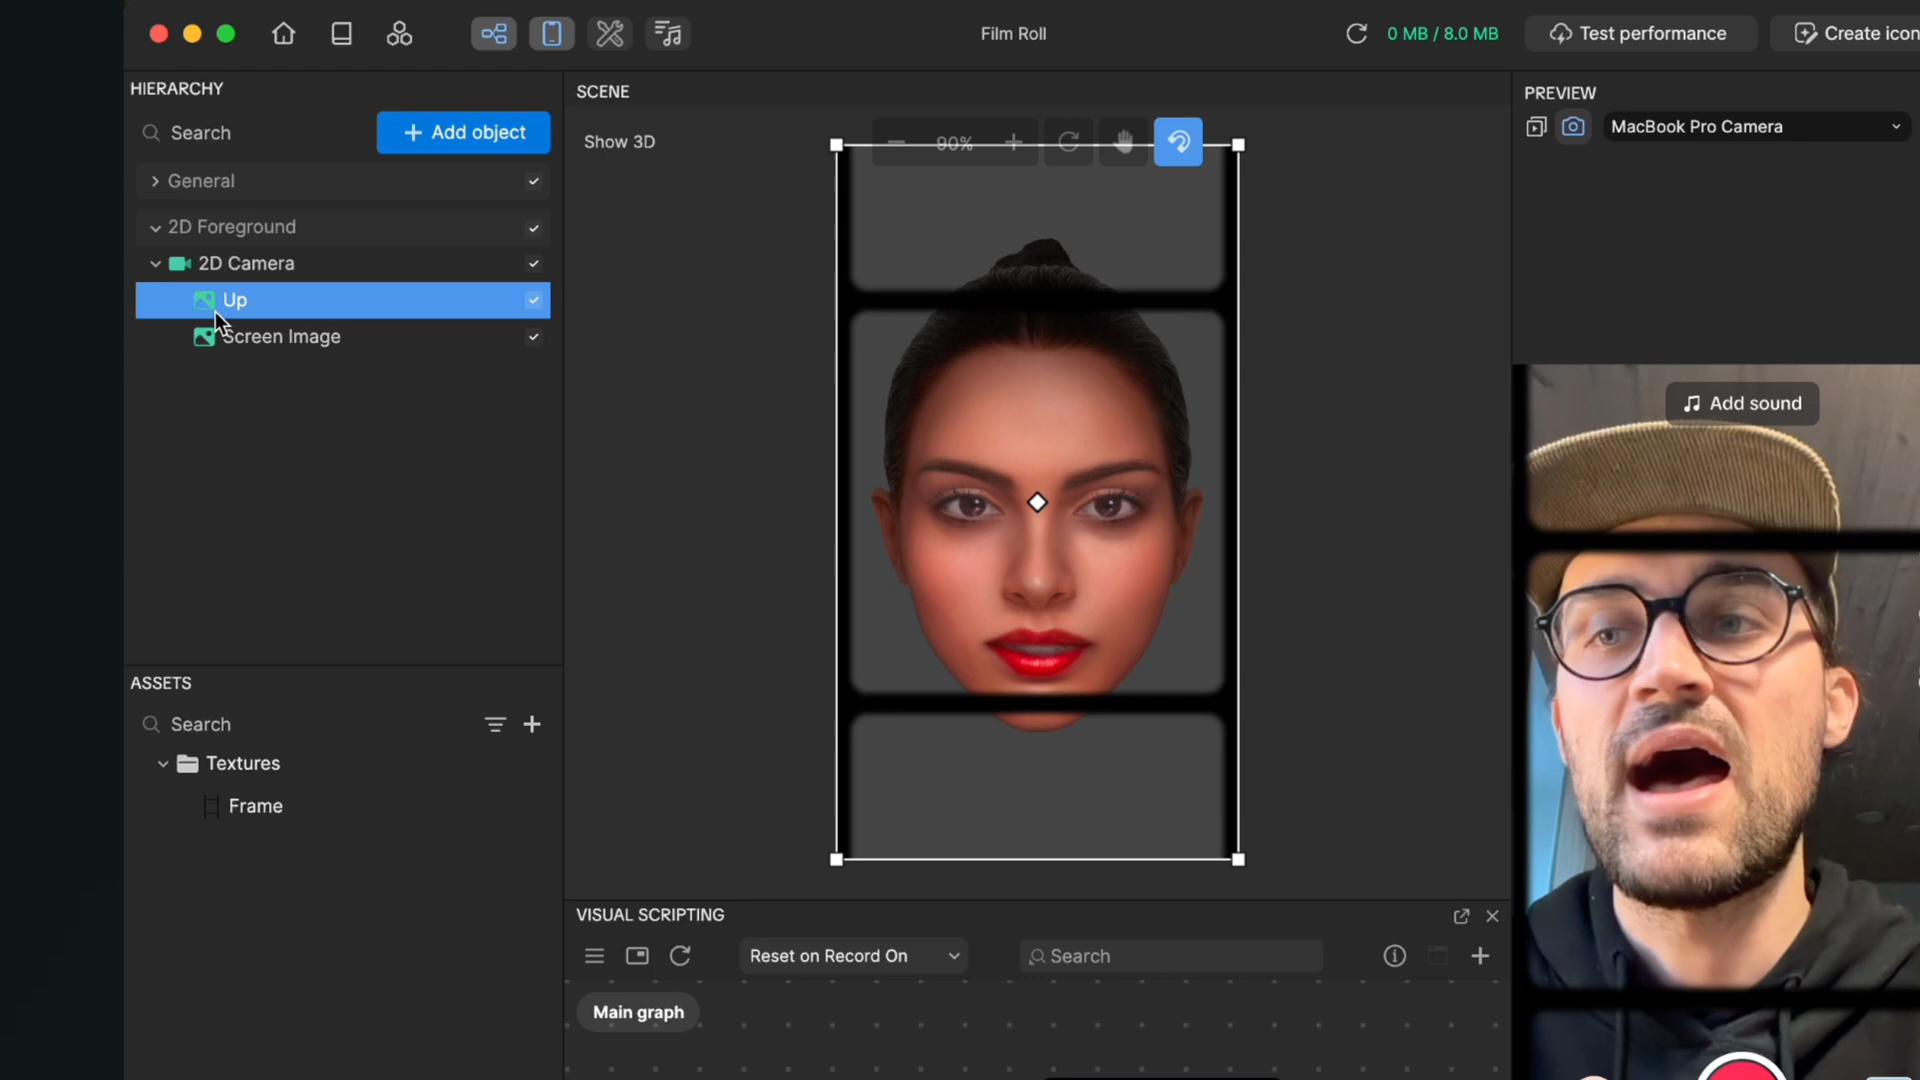 Film Roll
0 MB / 8.0 MB
Test performance
Create icon
HIERARCHY
Search
Add object
General
2D Foreground
2D Camera
Up
Screen Image
ASSETS
Search
Textures
Frame
SCENE
Show 3D
90%
VISUAL SCRIPTING
Reset on Record On
Search
Main graph
PREVIEW
MacBook Pro Camera
Add sound